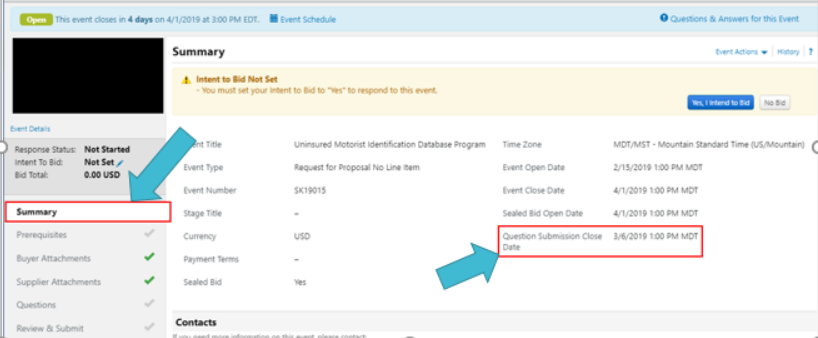 Open This event closes in 4 days on 4/1/2019 at 3:00 PM EDT. Event Schedule Questions & Answers for this Event
Summary Event Actions History ?
Intent to Bid Not Set
- You must set your Intent to Bid to "Yes" to respond to this event.
Yes, I Intend to Bid No Bid
Event Details
Response Status: Not Started
Intent To Bid: Not Set
Bid Total: 0.00 USD
Summary
Prerequisites
Buyer Attachments
Supplier Attachments
Questions
Review & Submit
nt Title Uninsured Motorist Identification Database Program Time Zone MDT/MST - Mountain Standard Time (US/Mountain)
Event Type Request for Proposal No Line Item Event Open Date 2/15/2019 1:00 PM MDT
Event Number SK19015 Event Close Date 4/1/2019 1:00 PM MDT
Stage Title – Sealed Bid Open Date 4/1/2019 1:00 PM MDT
Currency USD Question Submission Close 3/6/2019 1:00 PM MDT
Date
Payment Terms –
Sealed Bid Yes
Contacts
If you need more information on this event, please contact: